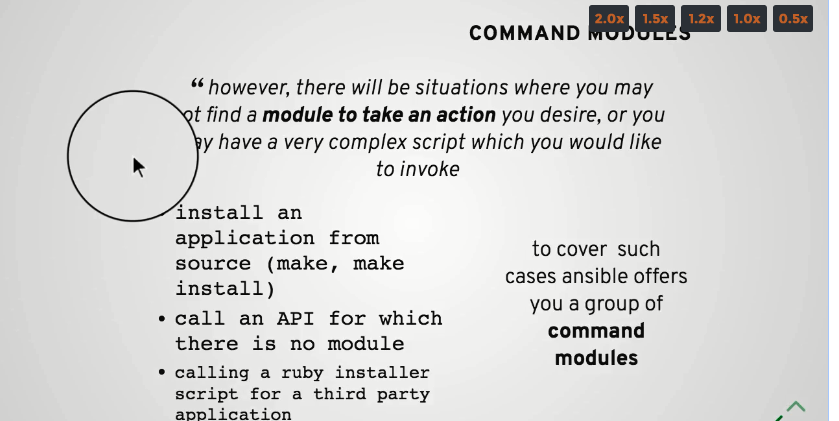 2.0x 1.5x 1.2x 1.0x 0.5x
COMMAND MODULES
“ however, there will be situations where you may
ot find a module to take an action you desire, or you
ay have a very complex script which you would like
to invoke
• install an
application from
source (make, make
install)
• call an API for which
there is no module
• calling a ruby installer
script for a third party
application
to cover such
cases ansible offers
you a group of
command
modules